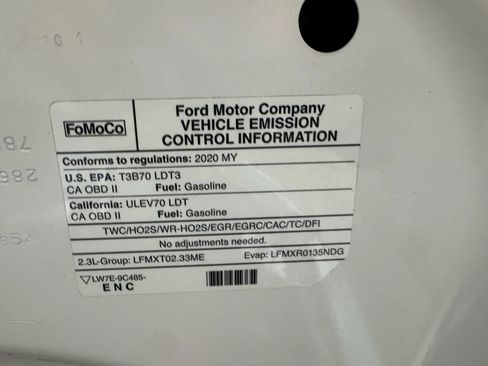 FoMoCo
Ford Motor Company
VEHICLE EMISSION
CONTROL INFORMATION
Conforms to regulations: 2020 MY
U.S. EPA: T3B70 LDT3
CA OBD II Fuel: Gasoline
California: ULEV70 LDT
CA OBD II Fuel: Gasoline
TWC/HO2S/WR-HO2S/EGR/EGRC/CAC/TC/DFI
No adjustments needed.
2.3L-Group: LFMXT02.33ME Evap: LFMXR0135NDG
LW7E-9C485-
ENC